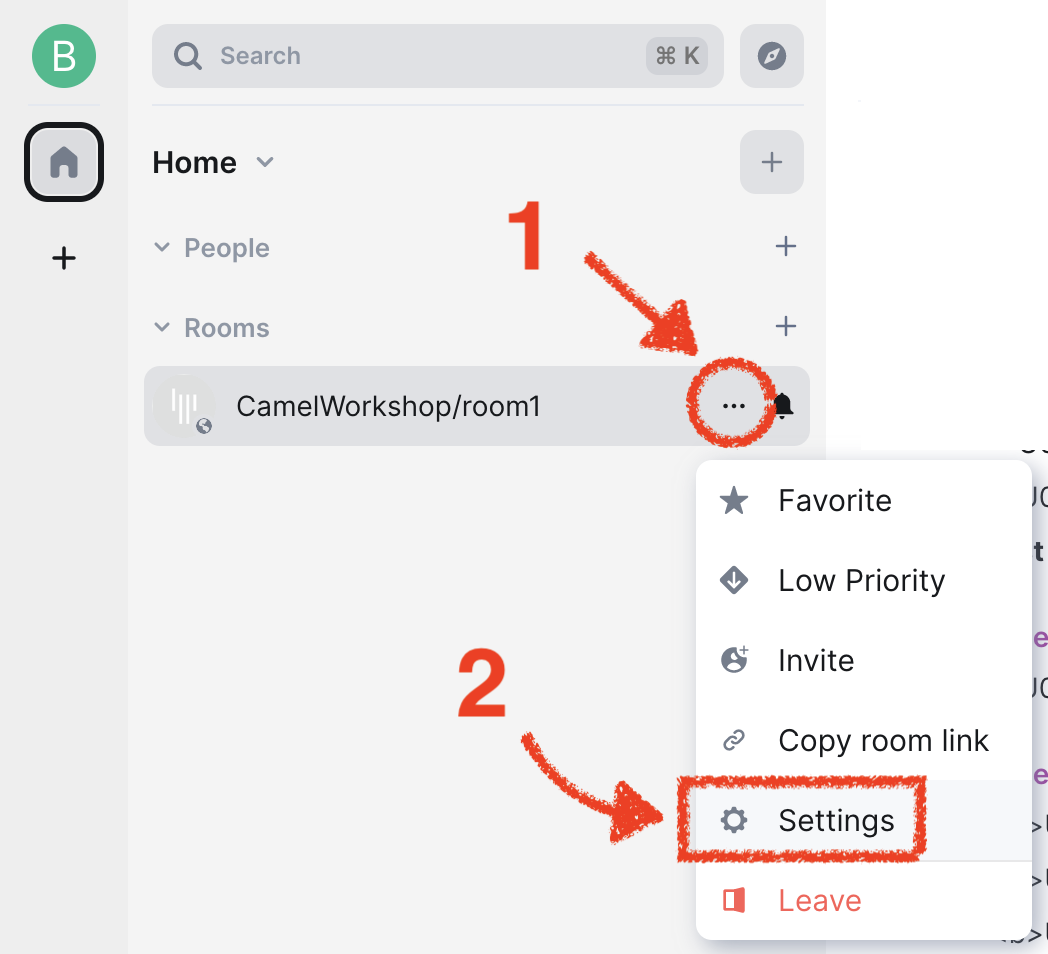 B
Search
⌘ K
Home
1
People
Rooms
CamelWorkshop/room1
Favorite
Low Priority
Invite
2
Copy room link
Settings
Leave